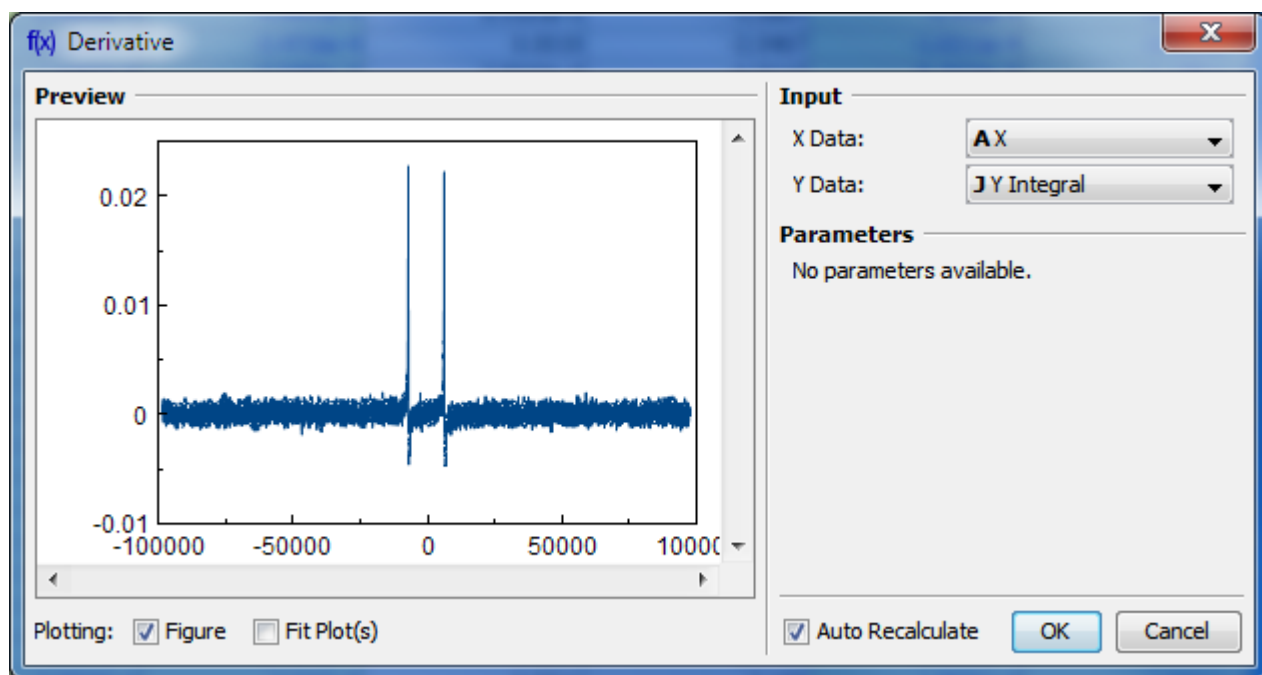 f(x) Derivative
Preview
0.02
0.01
0
-0.01
-100000 -50000 0 50000 10000
Plotting: Figure Fit Plot(s)
Input
X Data: A X
Y Data: J Y Integral
Parameters
No parameters available.
Auto Recalculate OK Cancel